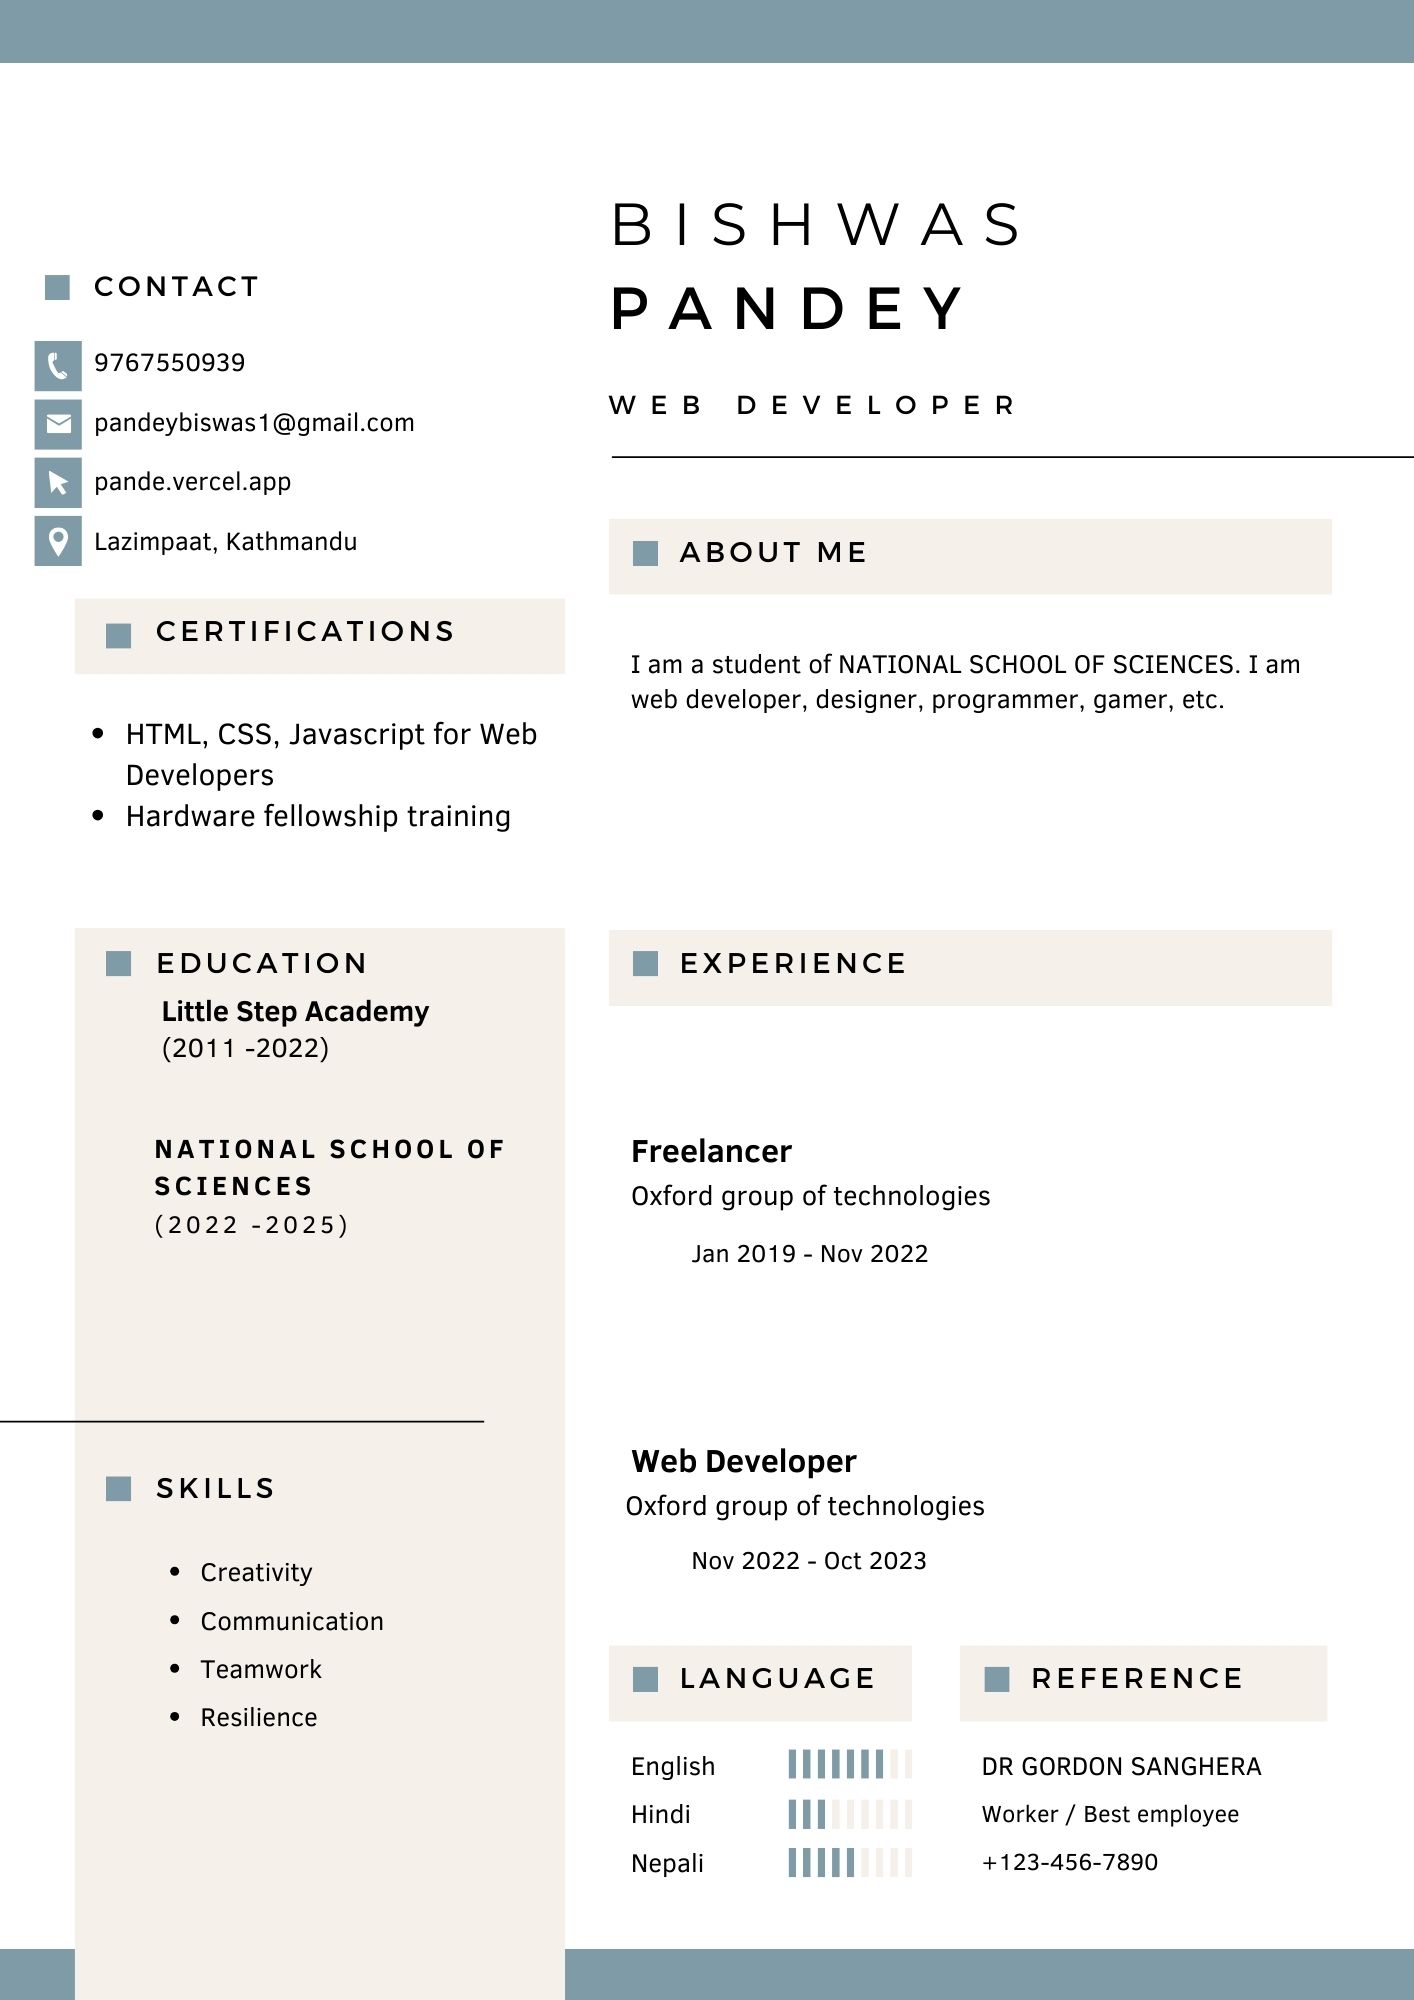 BISHWAS
PANDEY
WEB DEVELOPER
CONTACT
9767550939
pandeybiswas1@gmail.com
pande.vercel.app
Lazimpaat, Kathmandu
CERTIFICATIONS
• HTML, CSS, Javascript for Web
Developers
• Hardware fellowship training
EDUCATION
Little Step Academy
(2011 -2022)
NATIONAL SCHOOL OF
SCIENCES
(2022 -2025)
SKILLS
• Creativity
• Communication
• Teamwork
• Resilience
ABOUT ME
I am a student of NATIONAL SCHOOL OF SCIENCES. I am
web developer, designer, programmer, gamer, etc.
EXPERIENCE
Freelancer
Oxford group of technologies
Jan 2019 - Nov 2022
Web Developer
Oxford group of technologies
Nov 2022 - Oct 2023
LANGUAGE
English
Hindi
Nepali
REFERENCE
DR GORDON SANGHERA
Worker / Best employee
+123-456-7890